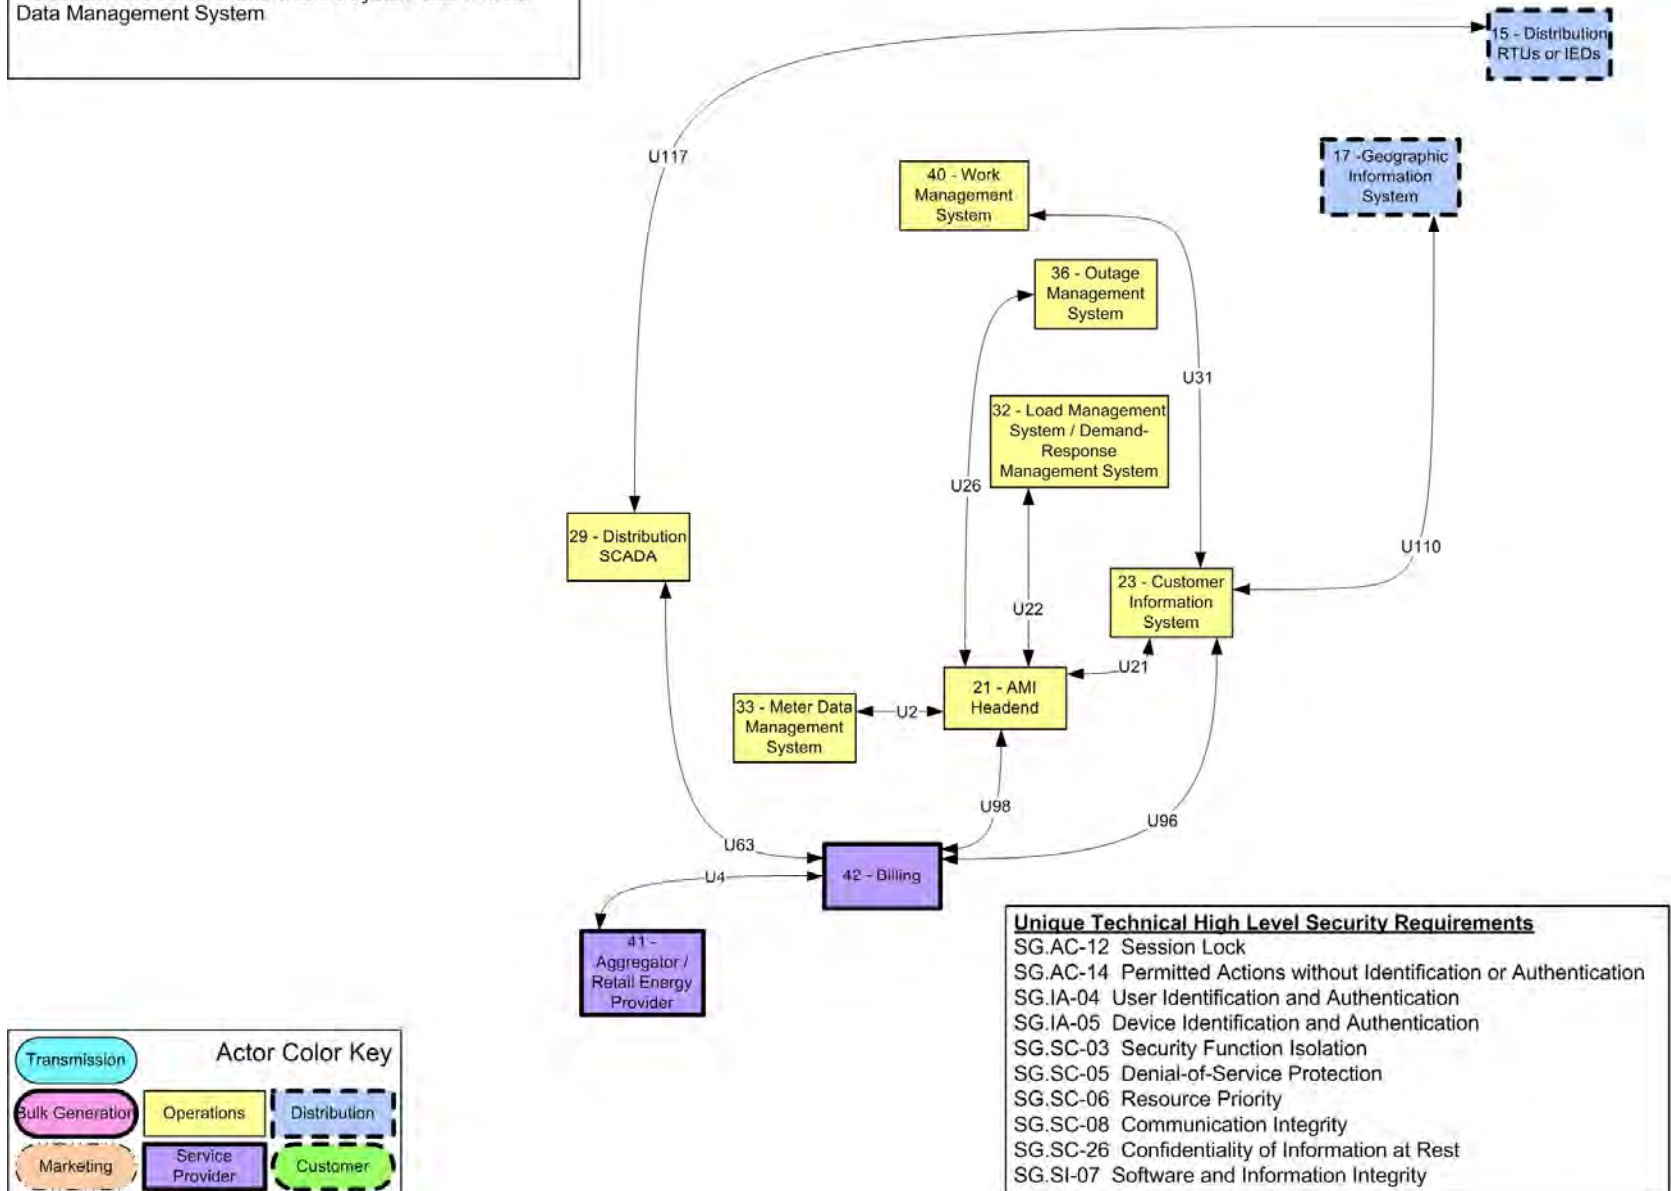 Data Management System
15 - Distribution
RTUs or IEDs
U117
17 -Geographic
Information
System
40 - Work
Management
System
36 - Outage
Management
System
U31
32 - Load Management
System / Demand-
Response
Management System
U26
29 - Distribution
SCADA
U110
23 - Customer
Information
System
U22
U21
21 - AMI
Headend
33 - Meter Data
Management
System
U2
U98
U96
U63
42 - Billing
U4
41 -
Aggregator /
Retail Energy
Provider
Unique Technical High Level Security Requirements
SG.AC-12 Session Lock
SG.AC-14 Permitted Actions without Identification or Authentication
SG.IA-04 User Identification and Authentication
SG.IA-05 Device Identification and Authentication
SG.SC-03 Security Function Isolation
SG.SC-05 Denial-of-Service Protection
SG.SC-06 Resource Priority
SG.SC-08 Communication Integrity
SG.SC-26 Confidentiality of Information at Rest
SG.SI-07 Software and Information Integrity
Actor Color Key
Transmission
Bulk Generation
Operations
Distribution
Marketing
Service
Provider
Customer